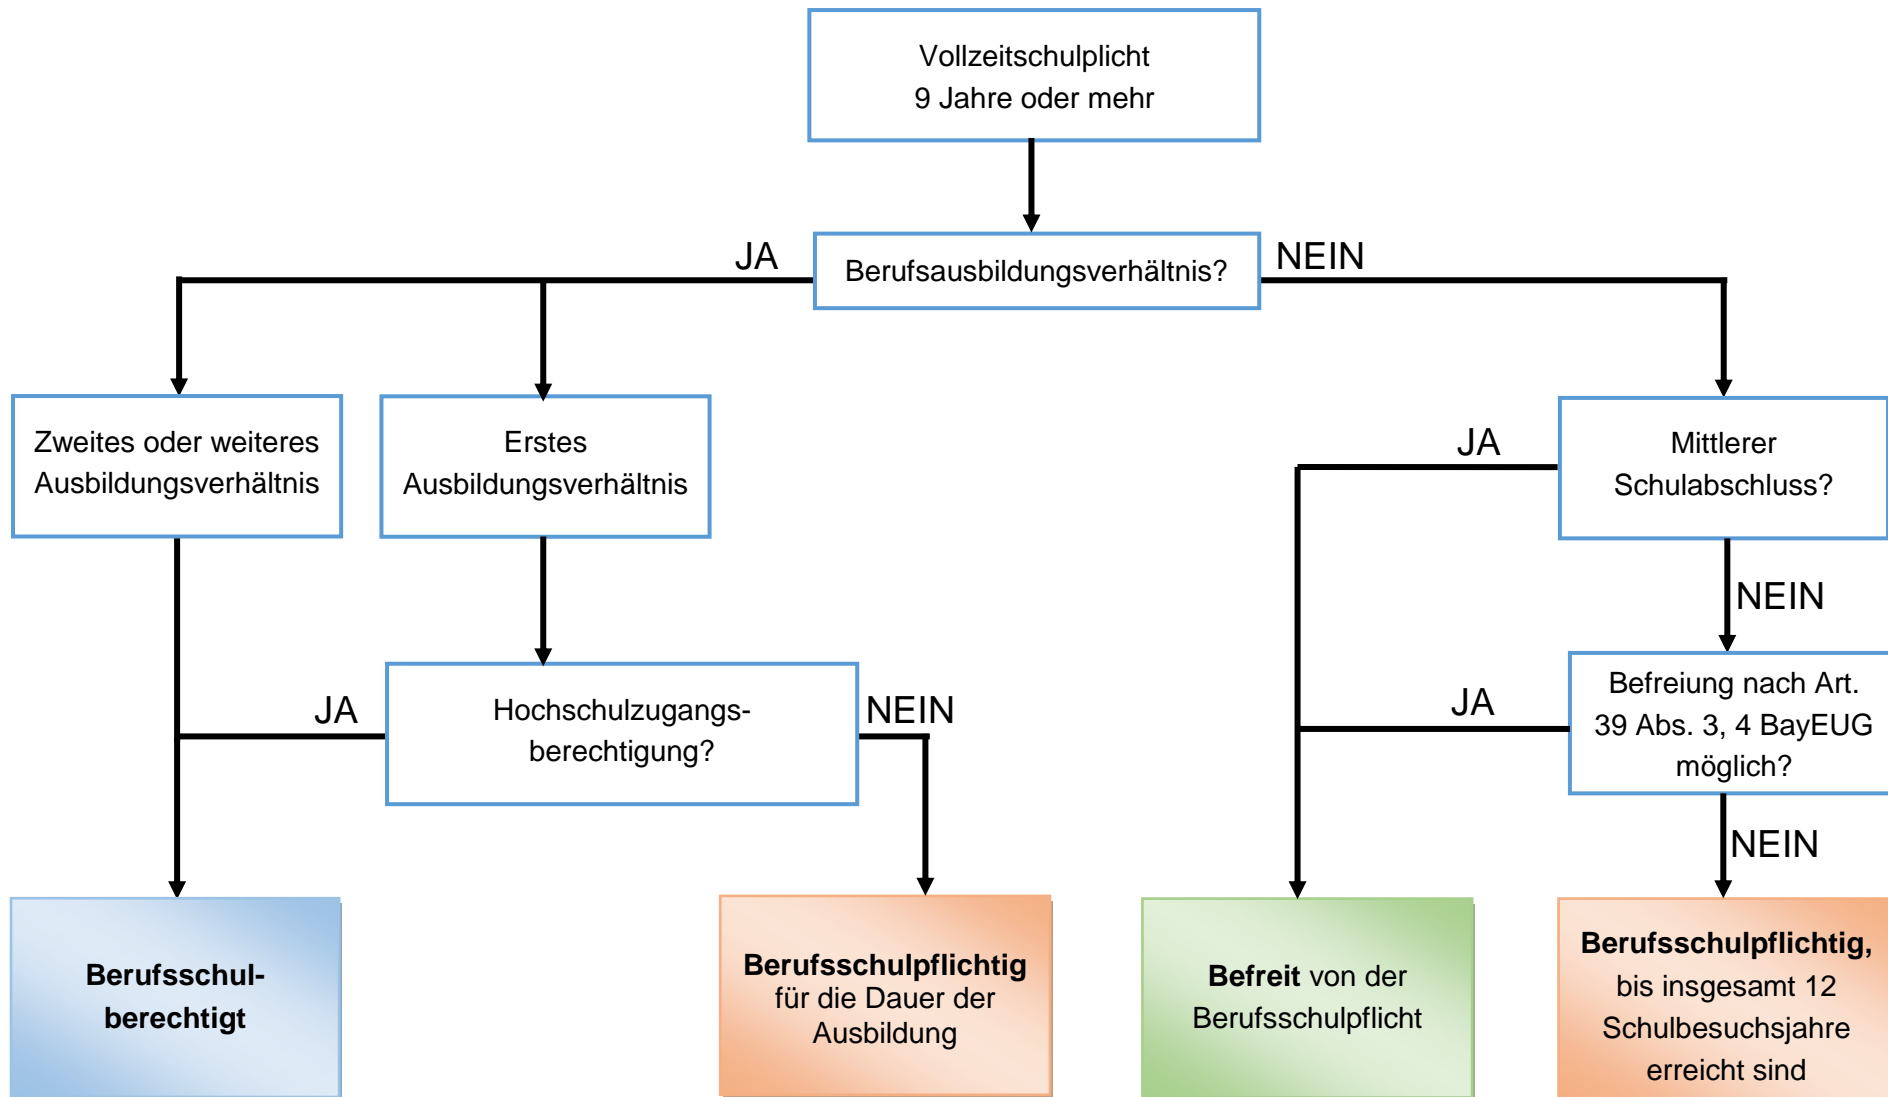 Vollzeitschulplicht
9 Jahre oder mehr
JA
Berufsausbildungsverhältnis?
NEIN
Zweites oder weiteres
Ausbildungsverhältnis
Erstes
Ausbildungsverhältnis
JA
Mittlerer
Schulabschluss?
NEIN
JA
Hochschulzugangs-
berechtigung?
NEIN
JA
Befreiung nach Art.
39 Abs. 3, 4 BayEUG
möglich?
NEIN
Berufsschul-
berechtigt
Berufsschulpflichtig
für die Dauer der
Ausbildung
Befreit von der
Berufsschulpflicht
Berufsschulpflichtig,
bis insgesamt 12
Schulbesuchsjahre
erreicht sind